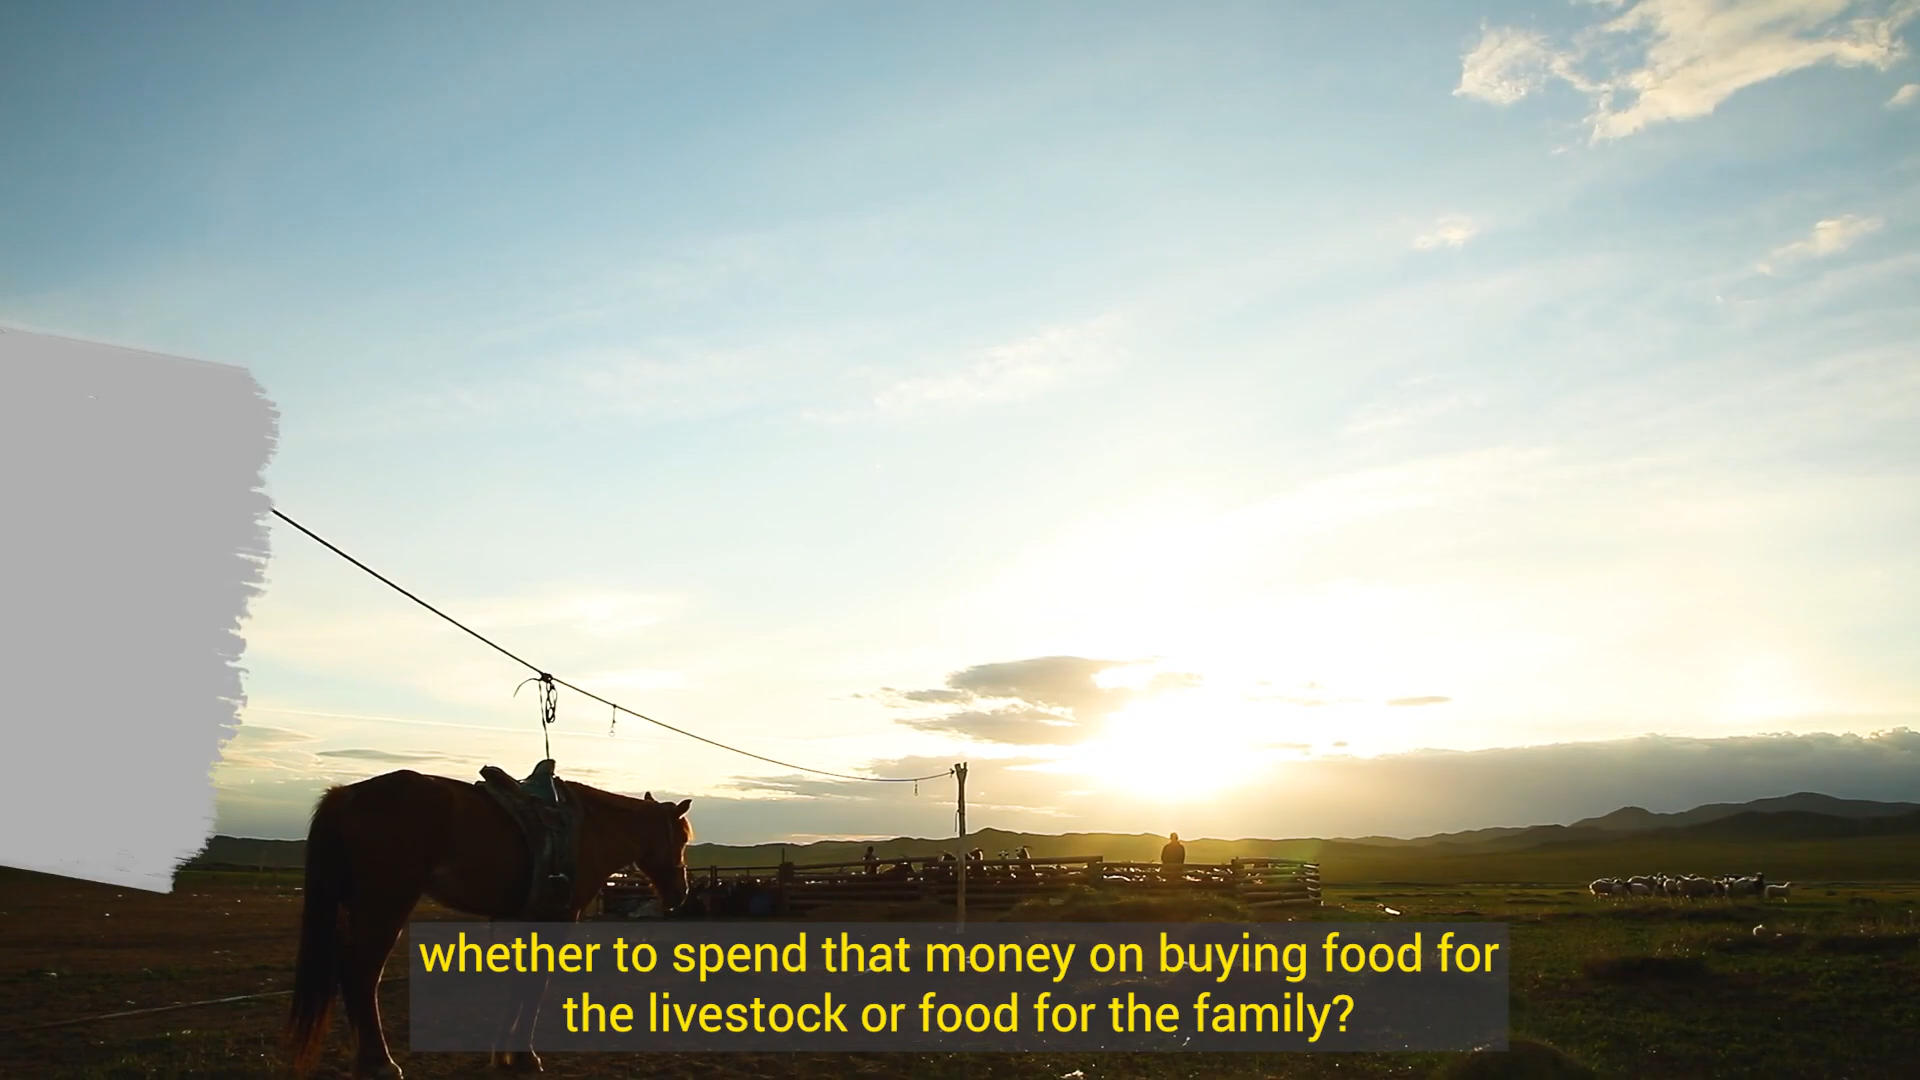 whether to spend that money on buying food for
the livestock or food for the family?